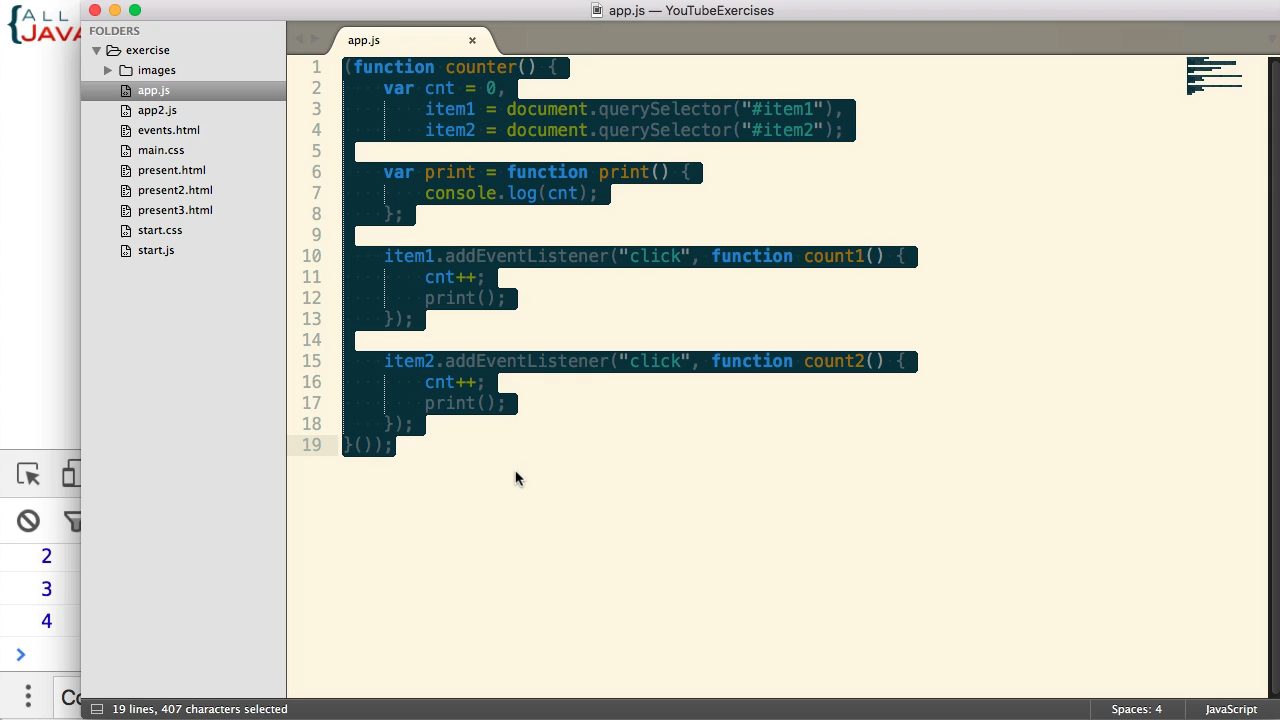 {ALL
JAVA
app.js — YouTubeExercises
FOLDERS
exercise
images
app.js
app2.js
events.html
main.css
present.html
present2.html
present3.html
start.css
start.js
app.js ×
1 (function counter() {
2 var cnt = 0,
3 item1 = document.querySelector("#item1"),
4 item2 = document.querySelector("#item2");
5
6 var print = function print() {
7 console.log(cnt);
8 };
9
10 item1.addEventListener("click", function count1() {
11 cnt++;
12 print();
13 });
14
15 item2.addEventListener("click", function count2() {
16 cnt++;
17 print();
18 });
19 }());
2
3
4
Co
19 lines, 407 characters selected
Spaces: 4
JavaScript